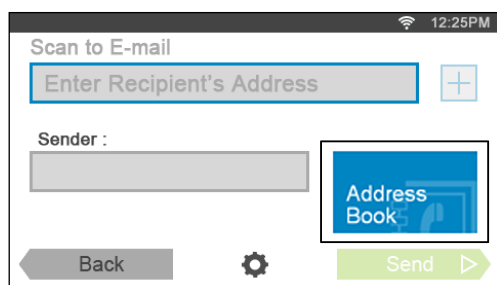 12:25PM
Scan to E-mail
Enter Recipient's Address
Sender :
Address
Book
Back
Send